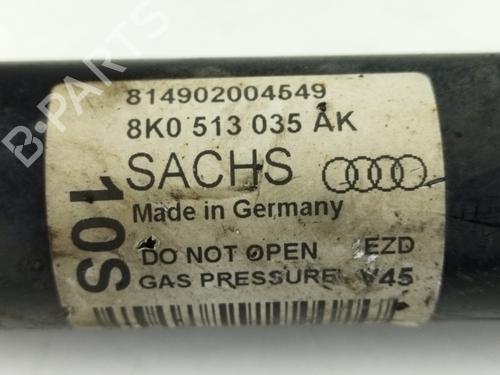 B-PARTS
814902004549
8K0 513 035 AK
SACHS
Made in Germany
DO NOT OPEN EZD
GAS PRESSURE V45
10S